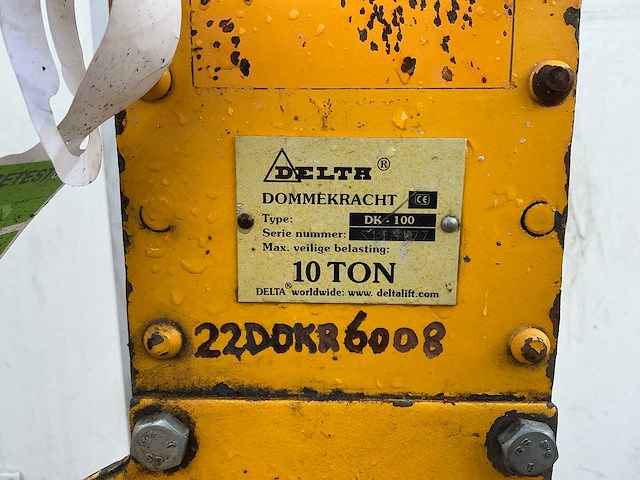 DELTA ®
DOMMEKRACHT CE
Type: DK - 100
Serie nummer:
Max. veilige belasting:
10 TON
DELTA® worldwide: www. deltalift.com
22DOKR6008